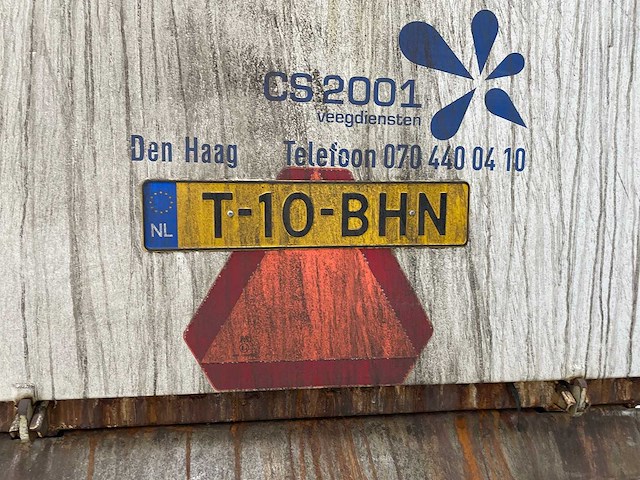 CS 2001
veegdiensten
Den Haag Telefoon 070 440 04 10
NL T-10-BHN